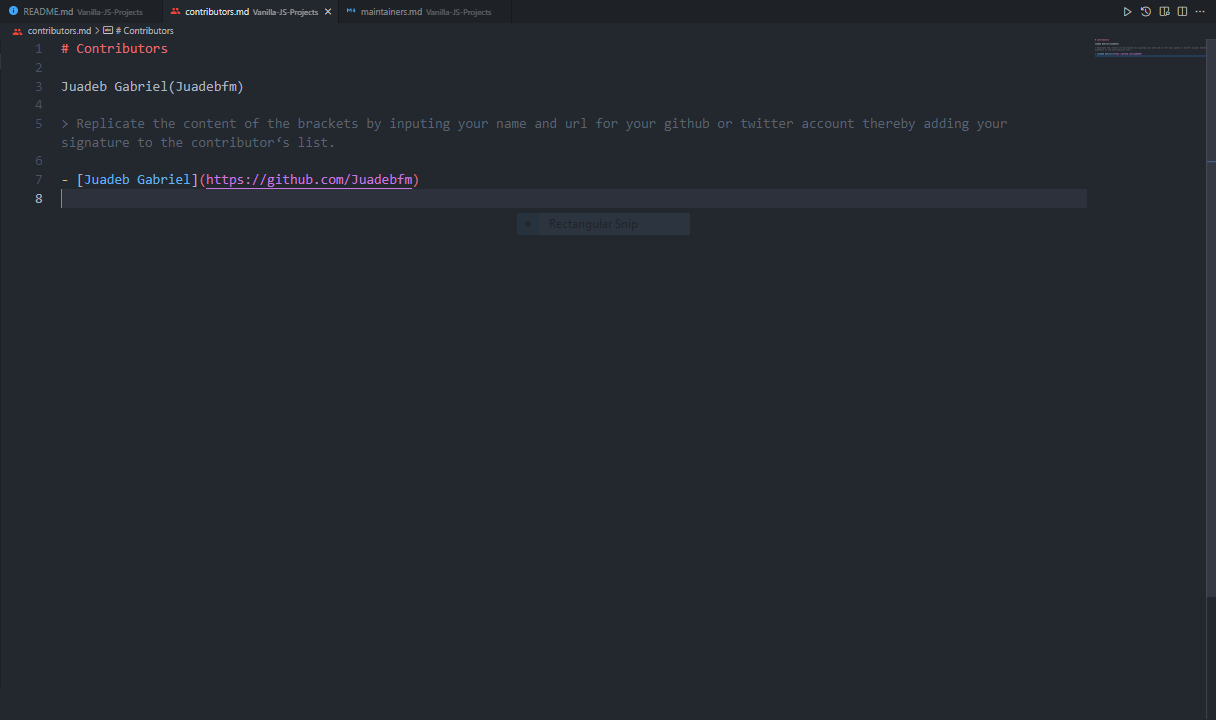 README.md Vanilla-JS-Projects contributors.md Vanilla-JS-Projects maintainers.md Vanilla-JS-Projects
contributors.md > # Contributors
1 # Contributors
2
3 Juadeb Gabriel(Juadebfm)
4
5 > Replicate the content of the brackets by inputing your name and url for your github or twitter account thereby adding your
signature to the contributor‘s list.
6
7 - [Juadeb Gabriel](https://github.com/Juadebfm)
8
Rectangular Snip